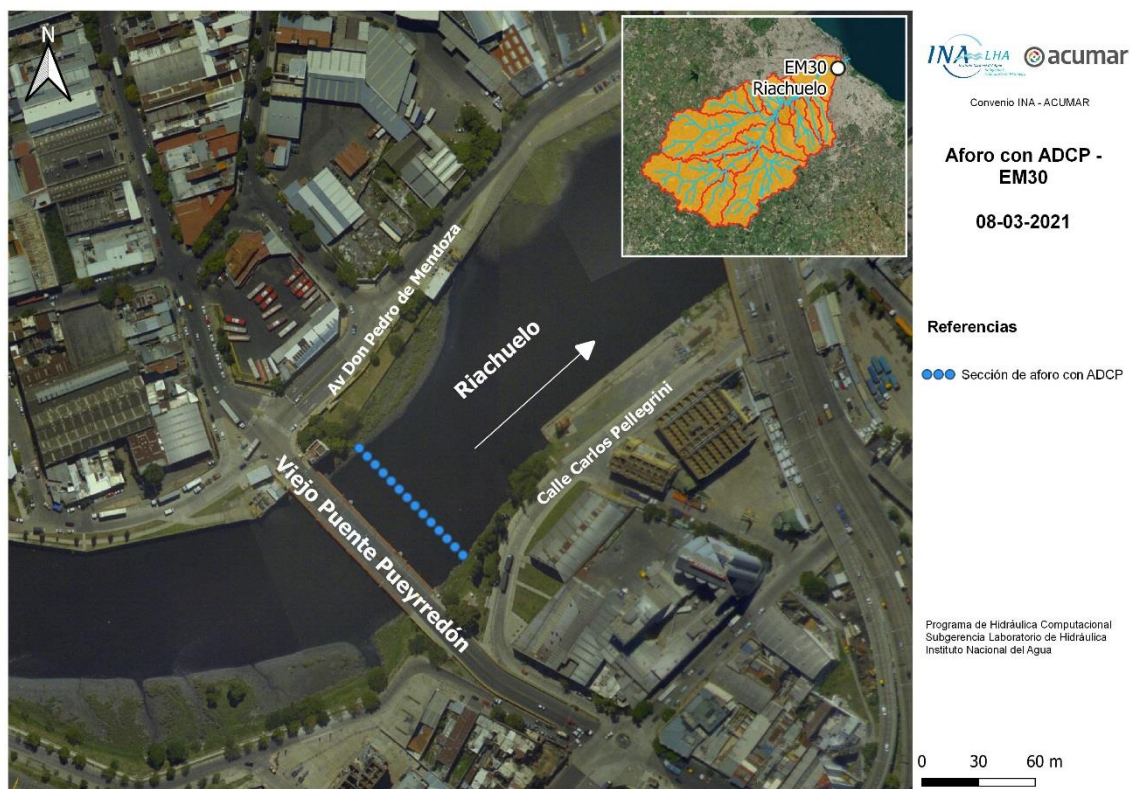 N
EM30
Riachuelo
INA LHA
acumar
Convenio INA - ACUMAR
Aforo con ADCP -
EM30
08-03-2021
Referencias
Sección de aforo con ADCP
Av Don Pedro de Mendoza
Riachuelo
Calle Carlos Pellegrini
Viejo Puente Pueyrredón
Programa de Hidráulica Computacional
Subgerencia Laboratorio de Hidráulica
Instituto Nacional del Agua
0 30 60 m